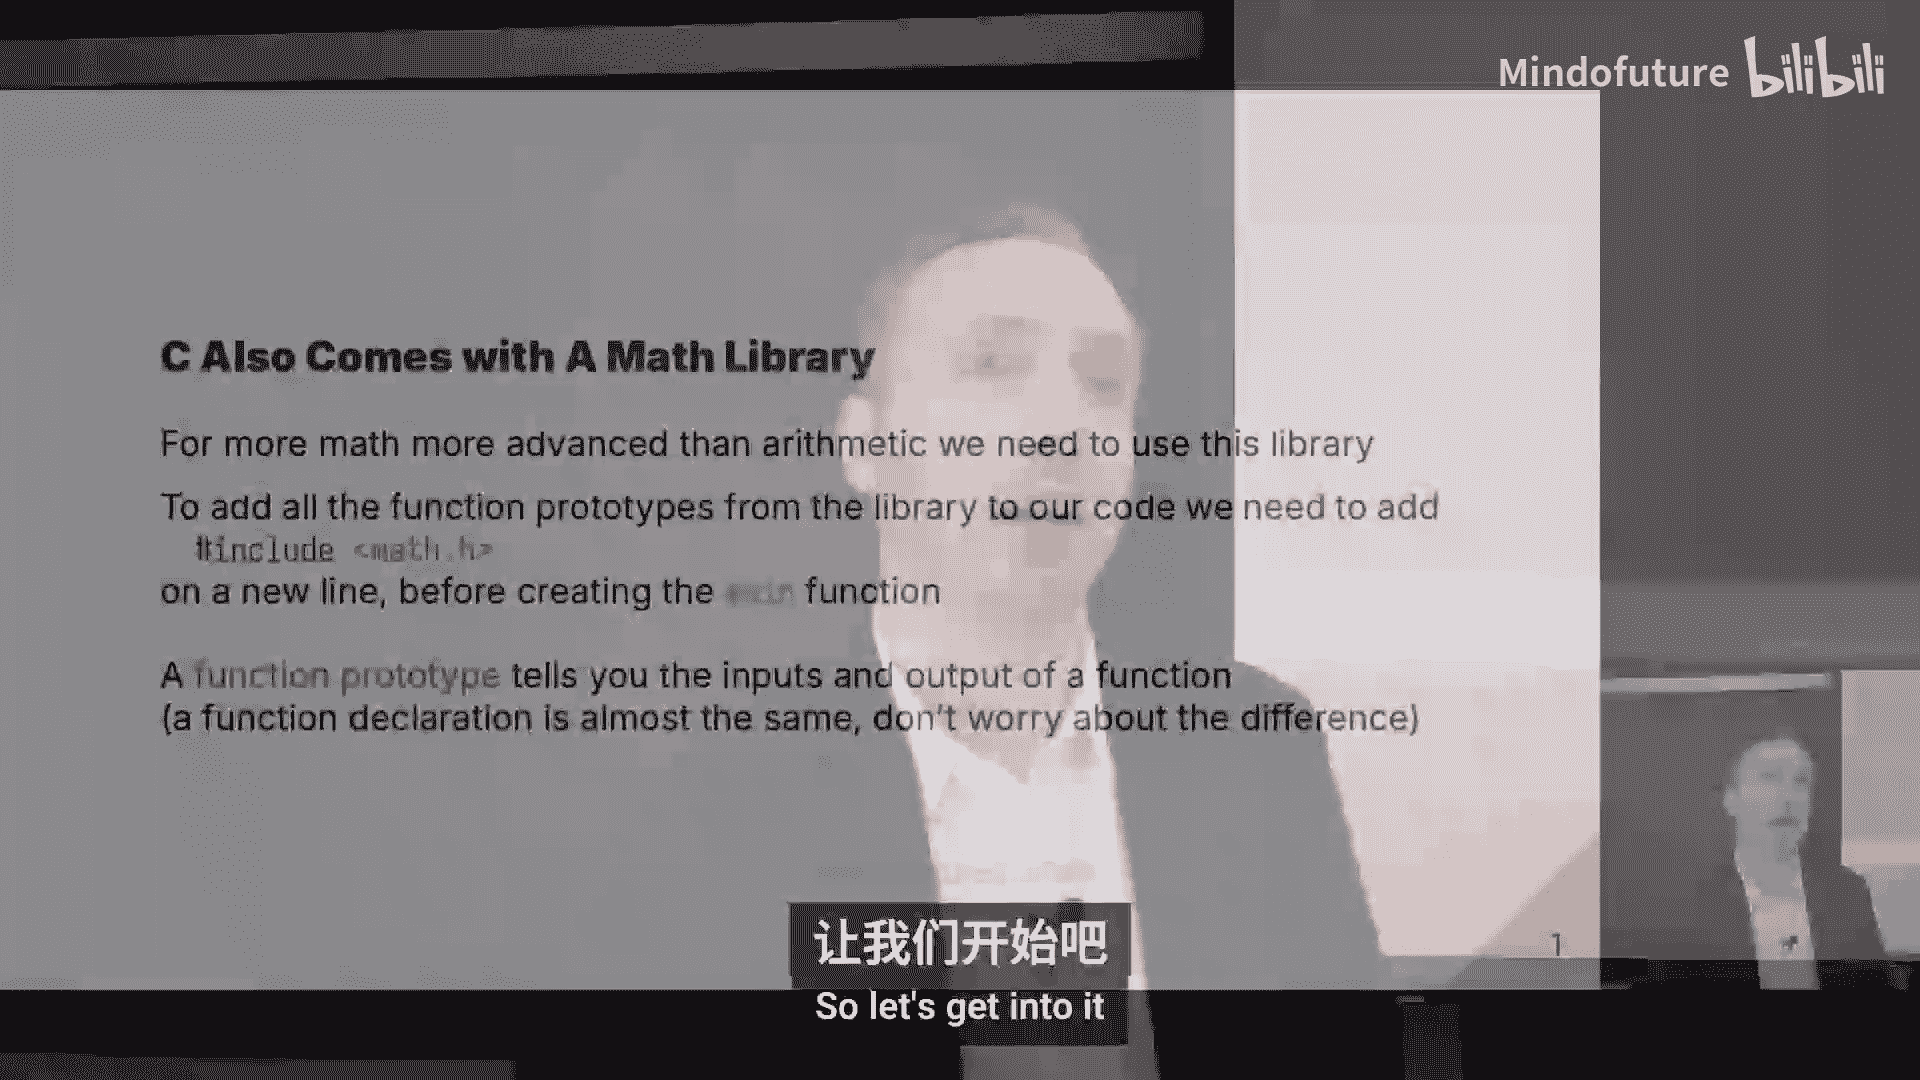 Mindofuture bilibili
C Also Comes with A Math Library
For more math more advanced than arithmetic we need to use this library
To add all the function prototypes from the library to our code we need to add
#include <math.h>
on a new line, before creating the main function
A function prototype tells you the inputs and output of a function
(a function declaration is almost the same, don't worry about the difference)
1
让我们开始吧
So let's get into it